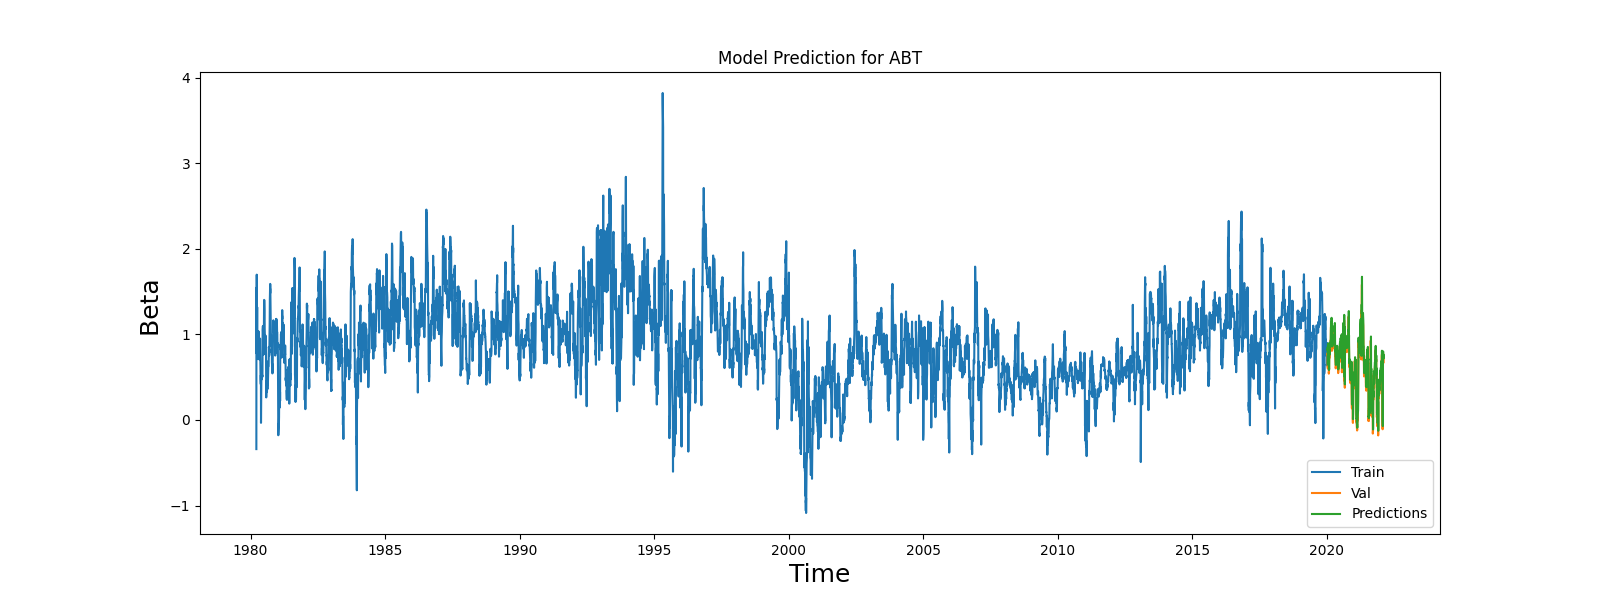 Model Prediction for ABT
Beta
4
3
2
1
0
−1
1980 1985 1990 1995 2000 2005 2010 2015 2020
Time
Train
Val
Predictions